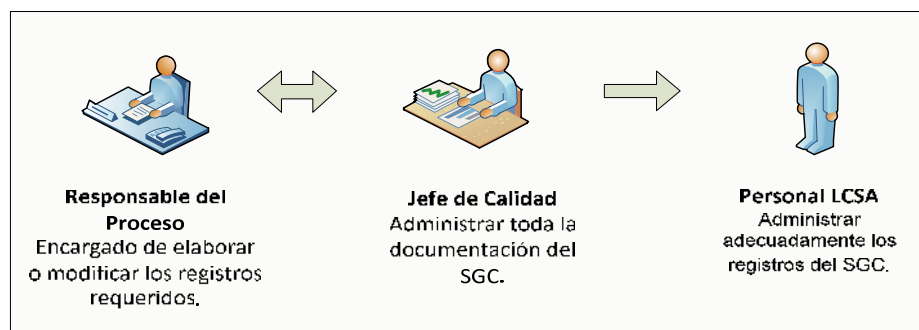 Responsable del
Proceso
Encargado de elaborar
o modificar los registros
requeridos.
Jefe de Calidad
Administrar toda la
documentación del
SGC.
Personal LCSA
Administrar
adecuadamente los
registros del SGC.